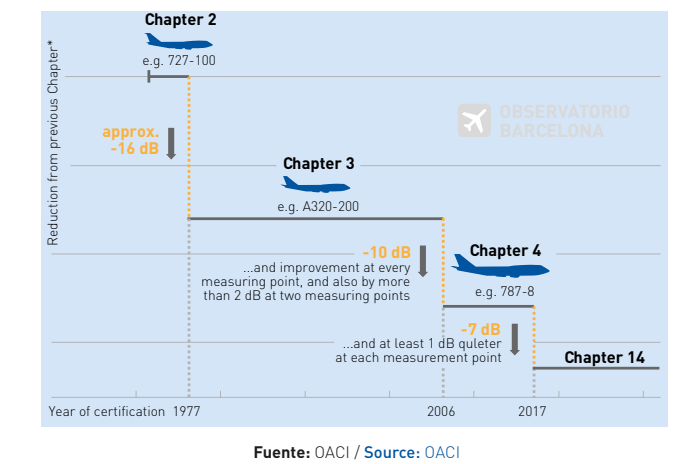 Chapter 2
e.g. 727-100
Reduction from previous Chapter*
OBSERVATORIO
BARCELONA
approx.
-16 dB
Chapter 3
e.g. A320-200
-10 dB
...and improvement at every
measuring point, and also by more
than 2 dB at two measuring points
Chapter 4
e.g. 787-8
-7 dB
...and at least 1 dB quleter
at each measurement point
Chapter 14
Year of certification 1977
2006
2017
Fuente: OACI / Source: OACI